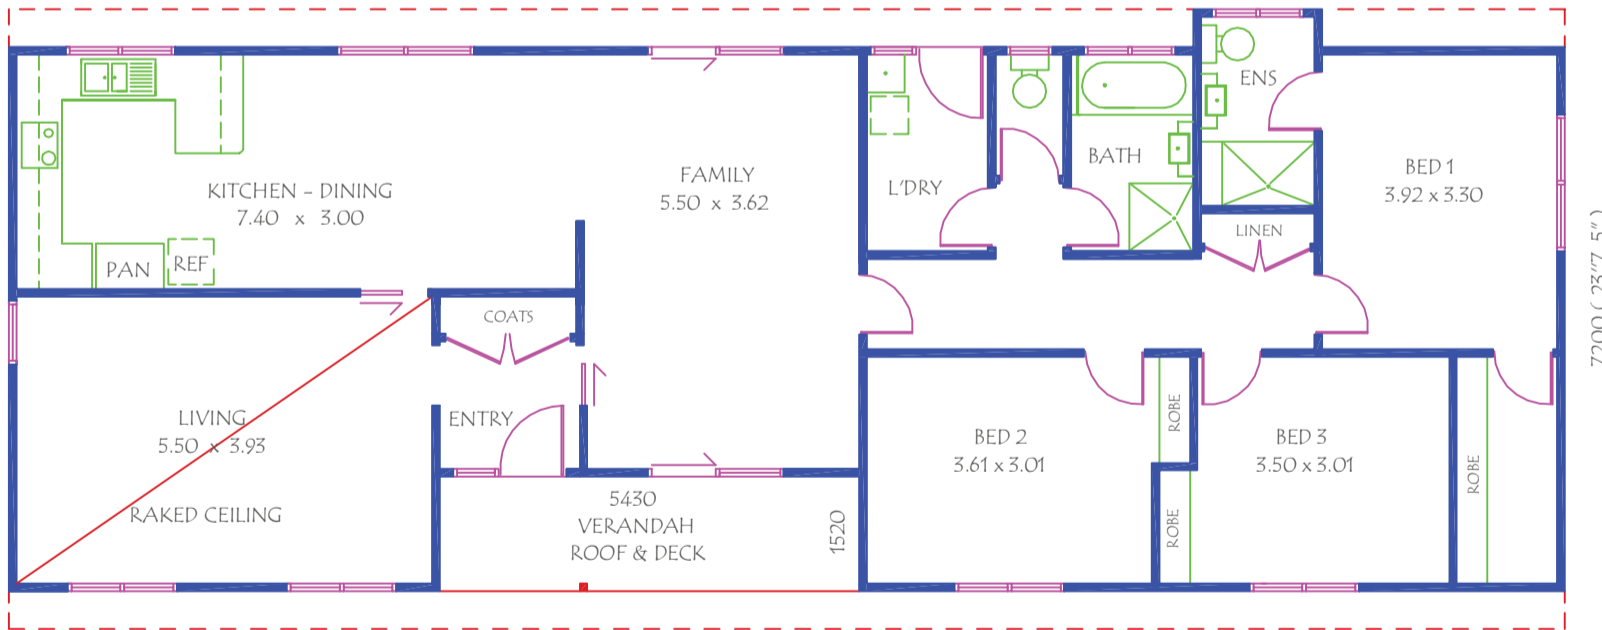 KITCHEN - DINING
7.40 x 3.00
PAN
REF
FAMILY
5.50 x 3.62
L'DRY
BATH
ENS
LINEN
BED 1
3.92 x 3.30
COATS
ENTRY
LIVING
5.50 x 3.93
RAKED CEILING
5430
VERANDAH
ROOF & DECK
1520
BED 2
3.61 x 3.01
ROBE
ROBE
BED 3
3.50 x 3.01
ROBE